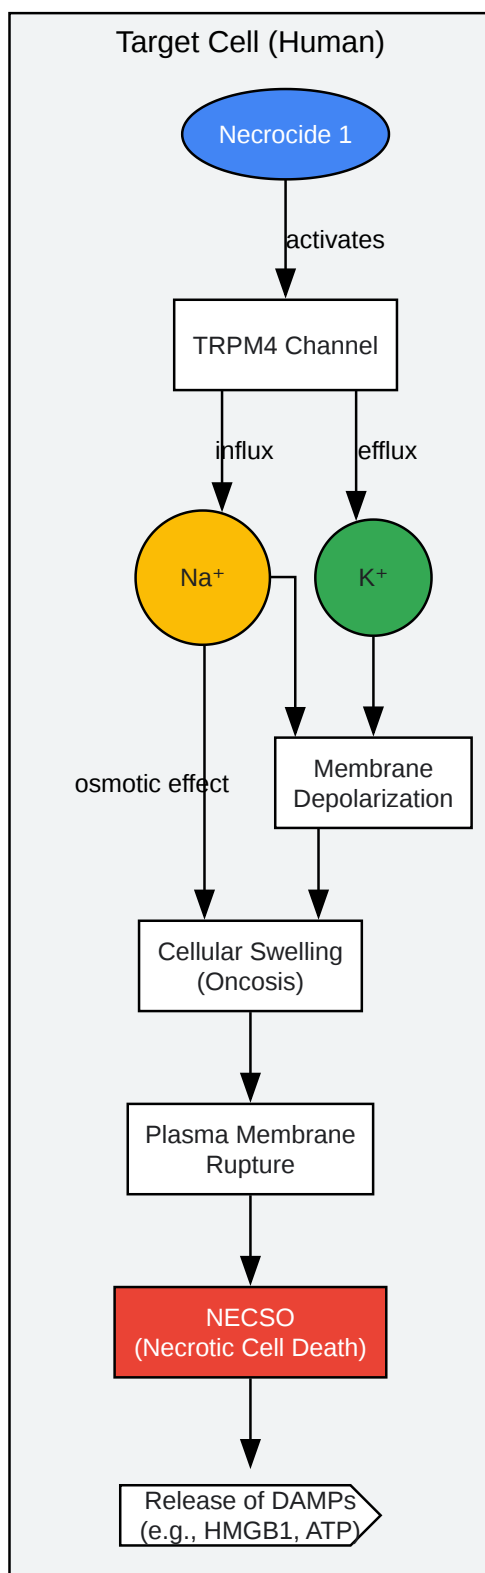 Target Cell (Human)
Necrocide 1
activates
TRPM4 Channel
influx
efflux
Na⁺
K⁺
Membrane
Depolarization
osmotic effect
Cellular Swelling
(Oncosis)
Plasma Membrane
Rupture
NECSO
(Necrotic Cell Death)
Release of DAMPs
(e.g., HMGB1, ATP)